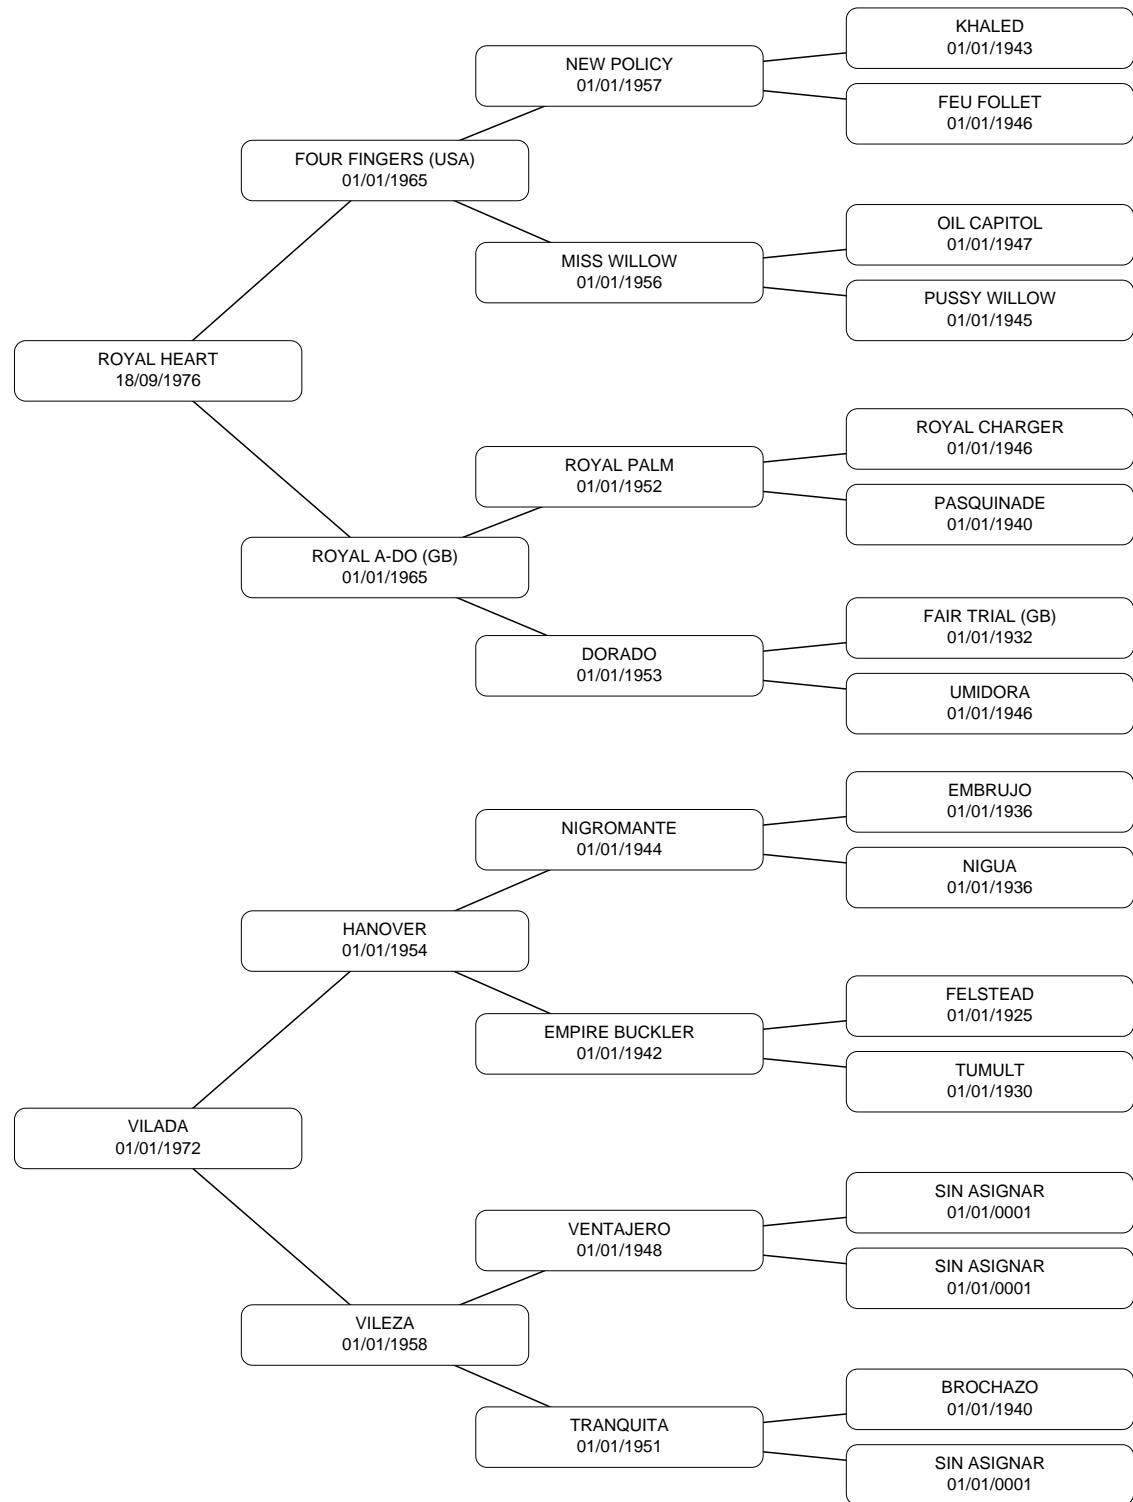 KHALED
01/01/1943
NEW POLICY
01/01/1957
FEU FOLLET
01/01/1946
FOUR FINGERS (USA)
01/01/1965
OIL CAPITOL
01/01/1947
MISS WILLOW
01/01/1956
PUSSY WILLOW
01/01/1945
ROYAL HEART
18/09/1976
ROYAL CHARGER
01/01/1946
ROYAL PALM
01/01/1952
PASQUINADE
01/01/1940
ROYAL A-DO (GB)
01/01/1965
FAIR TRIAL (GB)
01/01/1932
DORADO
01/01/1953
UMIDORA
01/01/1946
EMBRUJO
01/01/1936
NIGROMANTE
01/01/1944
NIGUA
01/01/1936
HANOVER
01/01/1954
FELSTEAD
01/01/1925
EMPIRE BUCKLER
01/01/1942
TUMULT
01/01/1930
VILADA
01/01/1972
SIN ASIGNAR
01/01/0001
VENTAJERO
01/01/1948
SIN ASIGNAR
01/01/0001
VILEZA
01/01/1958
BROCHAZO
01/01/1940
TRANQUITA
01/01/1951
SIN ASIGNAR
01/01/0001